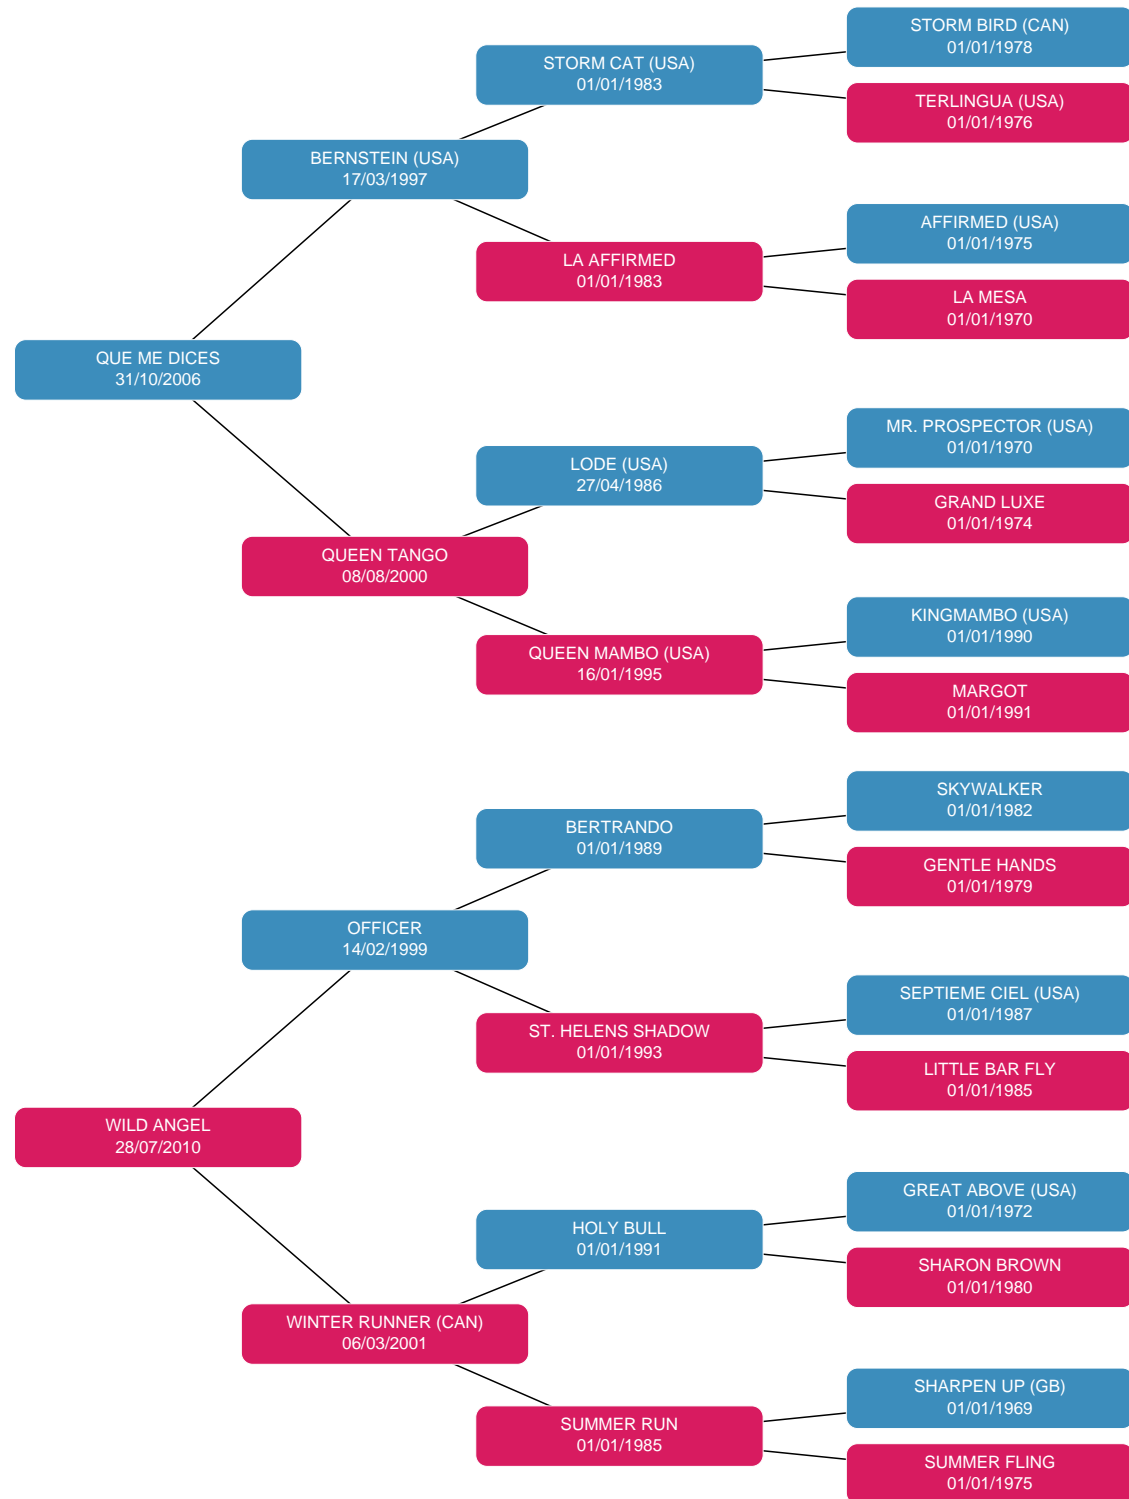 STORM BIRD (CAN)
01/01/1978
STORM CAT (USA)
01/01/1983
TERLINGUA (USA)
01/01/1976
BERNSTEIN (USA)
17/03/1997
AFFIRMED (USA)
01/01/1975
LA AFFIRMED
01/01/1983
LA MESA
01/01/1970
QUE ME DICES
31/10/2006
MR. PROSPECTOR (USA)
01/01/1970
LODE (USA)
27/04/1986
GRAND LUXE
01/01/1974
QUEEN TANGO
08/08/2000
KINGMAMBO (USA)
01/01/1990
QUEEN MAMBO (USA)
16/01/1995
MARGOT
01/01/1991
SKYWALKER
01/01/1982
BERTRANDO
01/01/1989
GENTLE HANDS
01/01/1979
OFFICER
14/02/1999
SEPTIEME CIEL (USA)
01/01/1987
ST. HELENS SHADOW
01/01/1993
LITTLE BAR FLY
01/01/1985
WILD ANGEL
28/07/2010
GREAT ABOVE (USA)
01/01/1972
HOLY BULL
01/01/1991
SHARON BROWN
01/01/1980
WINTER RUNNER (CAN)
06/03/2001
SHARPEN UP (GB)
01/01/1969
SUMMER RUN
01/01/1985
SUMMER FLING
01/01/1975